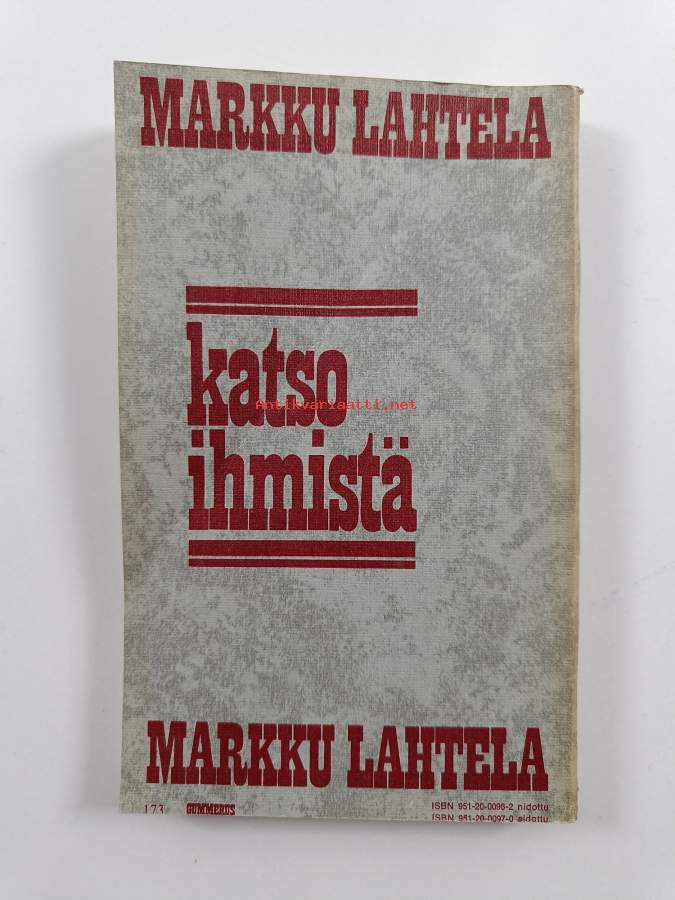 MARKKU LAHTELA
katso
Antikvariaatti.net
ihmistä
MARKKU LAHTELA
173 GUMMERUS ISBN 951-20-0096-2 nidottu
ISBN 951-20-0097-0 sidottu